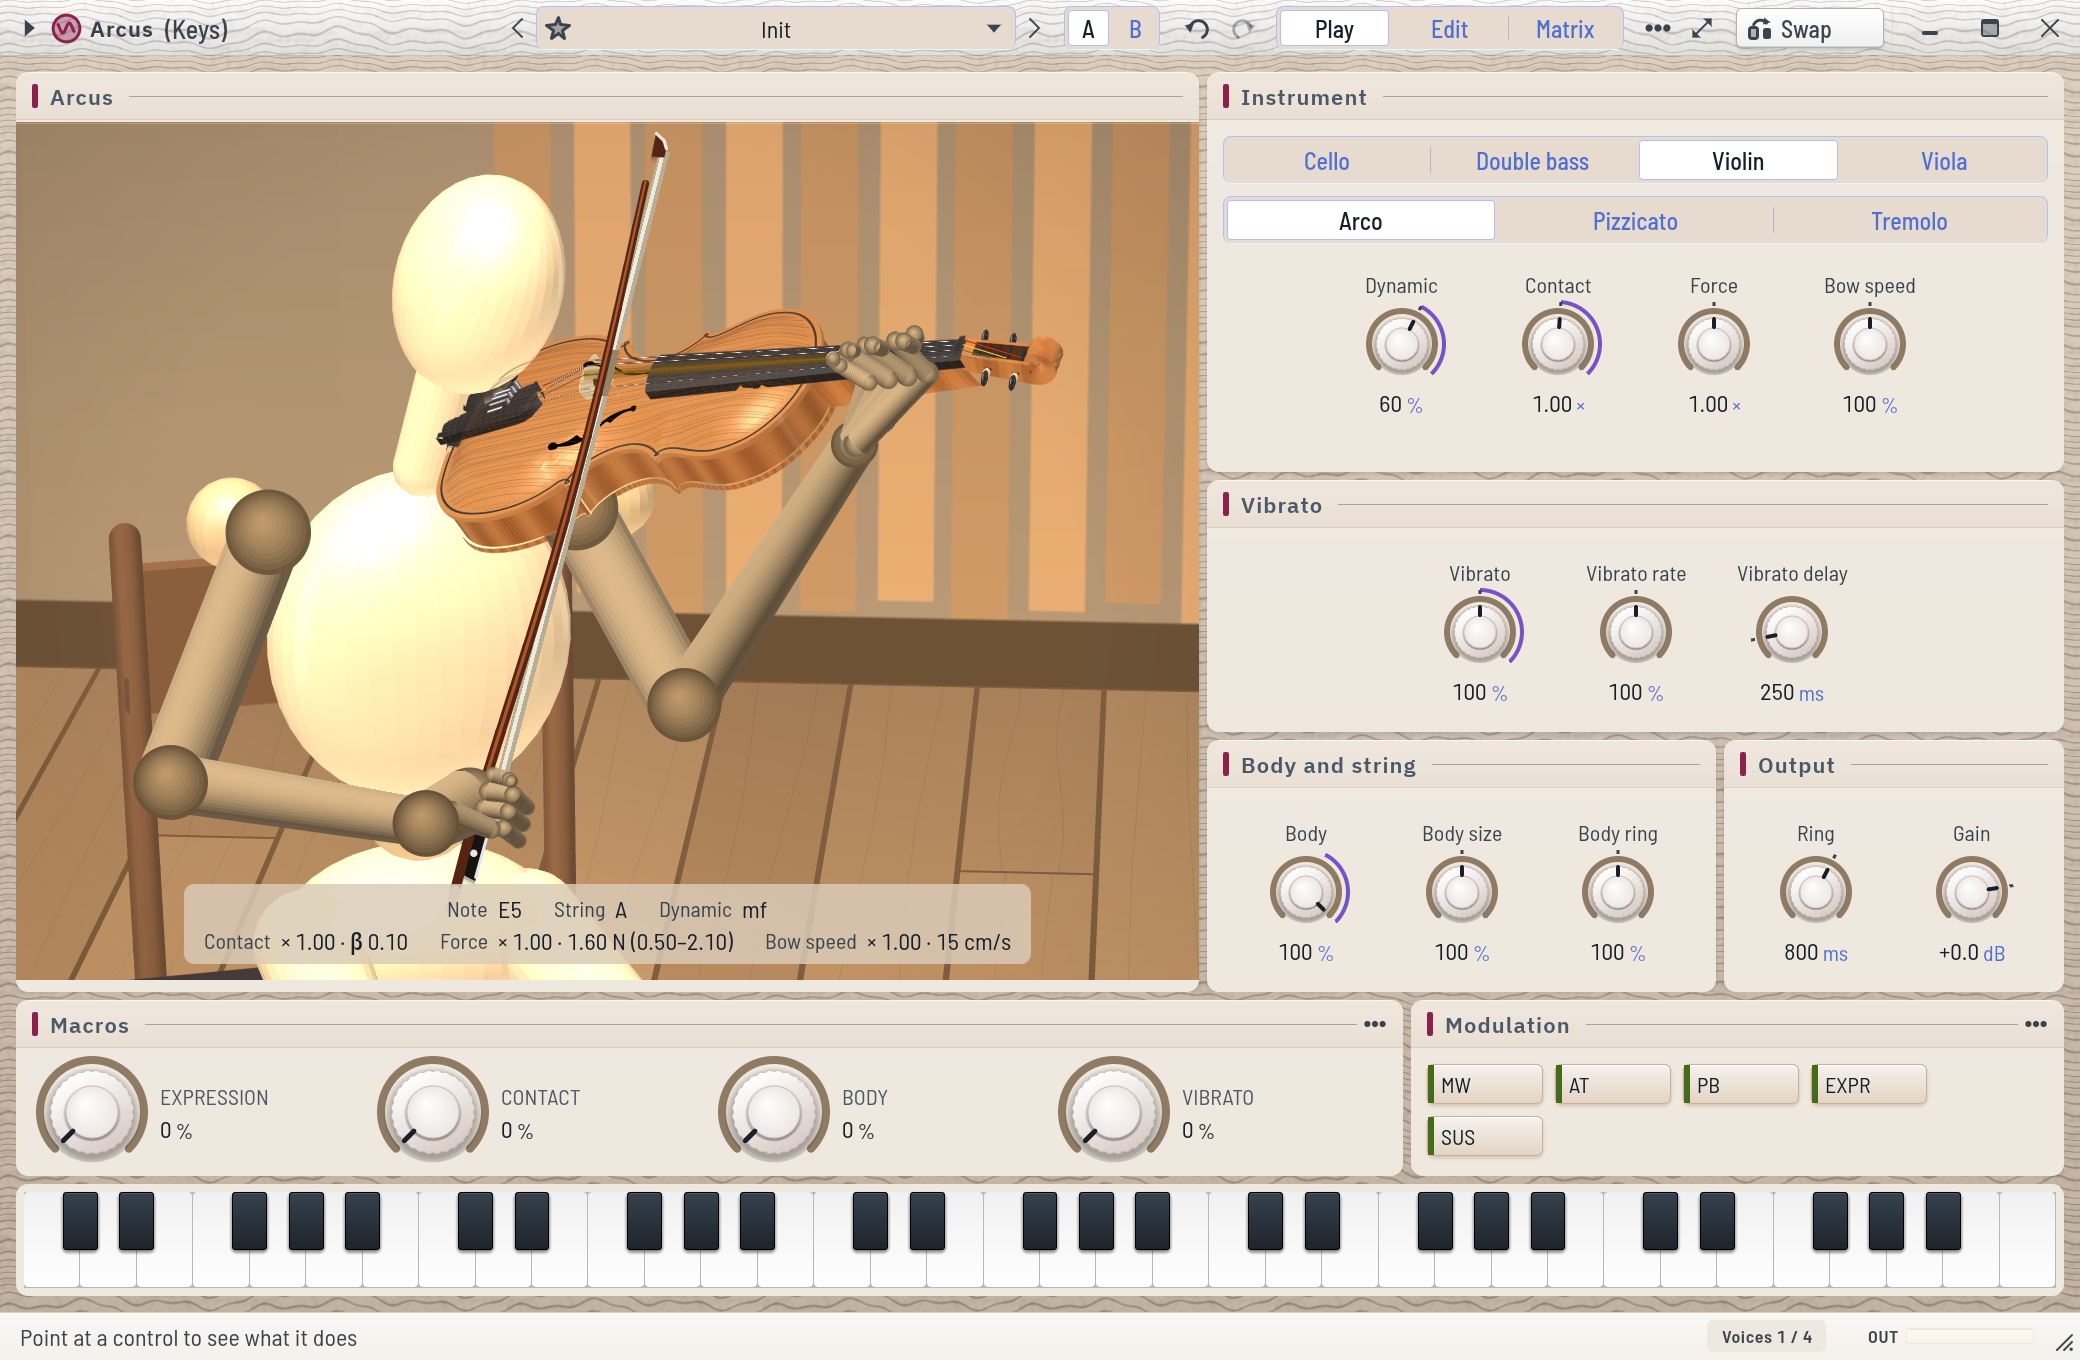 Arcus (Keys)
Init
A B
Play Edit Matrix
Swap
Arcus
Note E5 String A Dynamic mf
Contact × 1.00 · β 0.10 Force × 1.00 · 1.60 N (0.50–2.10) Bow speed × 1.00 · 15 cm/s
Instrument
Cello Double bass Violin Viola
Arco Pizzicato Tremolo
Dynamic Contact Force Bow speed
60 % 1.00 × 1.00 × 100 %
Vibrato
Vibrato Vibrato rate Vibrato delay
100 % 100 % 250 ms
Body and string
Body Body size Body ring
100 % 100 % 100 %
Output
Ring Gain
800 ms +0.0 dB
Macros
EXPRESSION
0 %
CONTACT
0 %
BODY
0 %
VIBRATO
0 %
Modulation
MW AT PB EXPR
SUS
Point at a control to see what it does
Voices 1 / 4 OUT